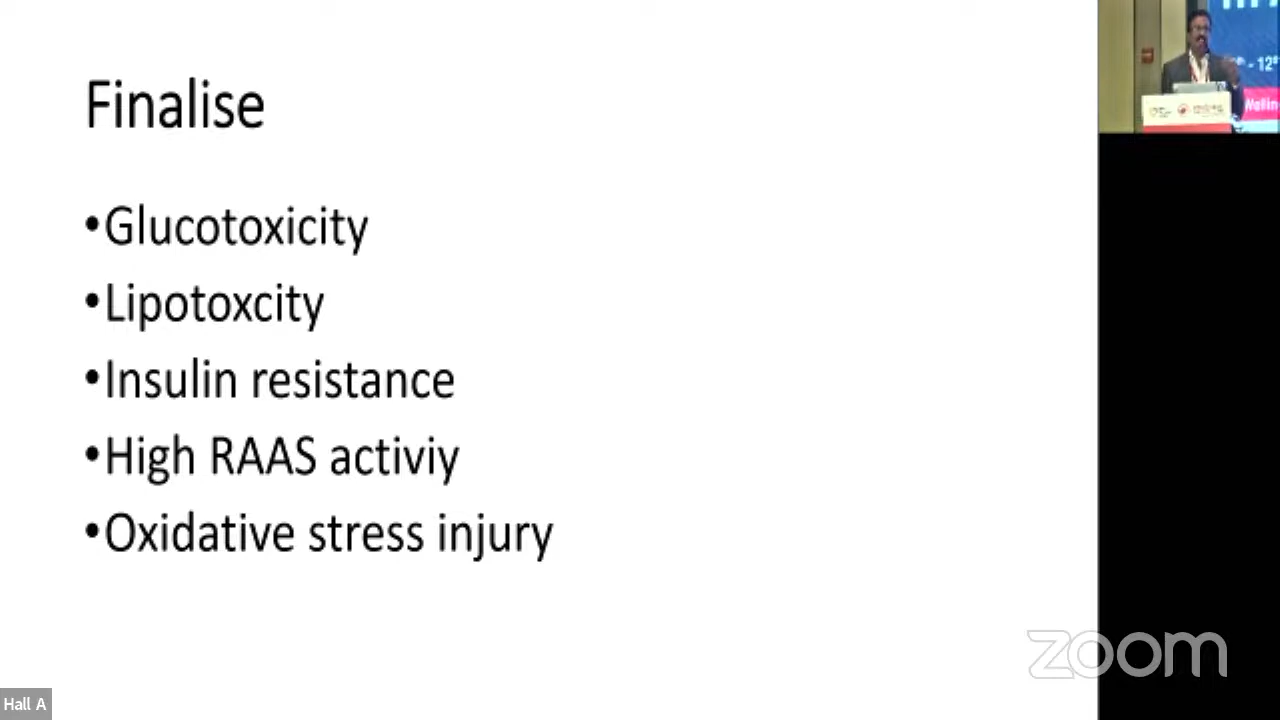 Finalise
•Glucotoxicity
•Lipotoxcity
•Insulin resistance
•High RAAS activiy
•Oxidative stress injury
zoom
Hall A